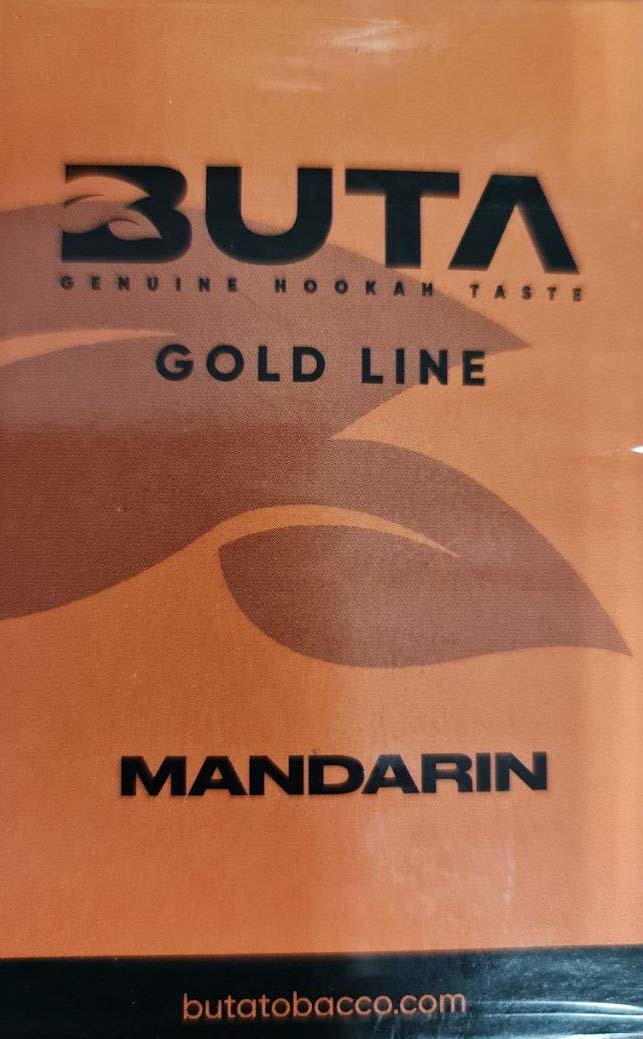 BUTA
GENUINE HOOKAH TASTE
GOLD LINE
MANDARIN
butatobacco.com